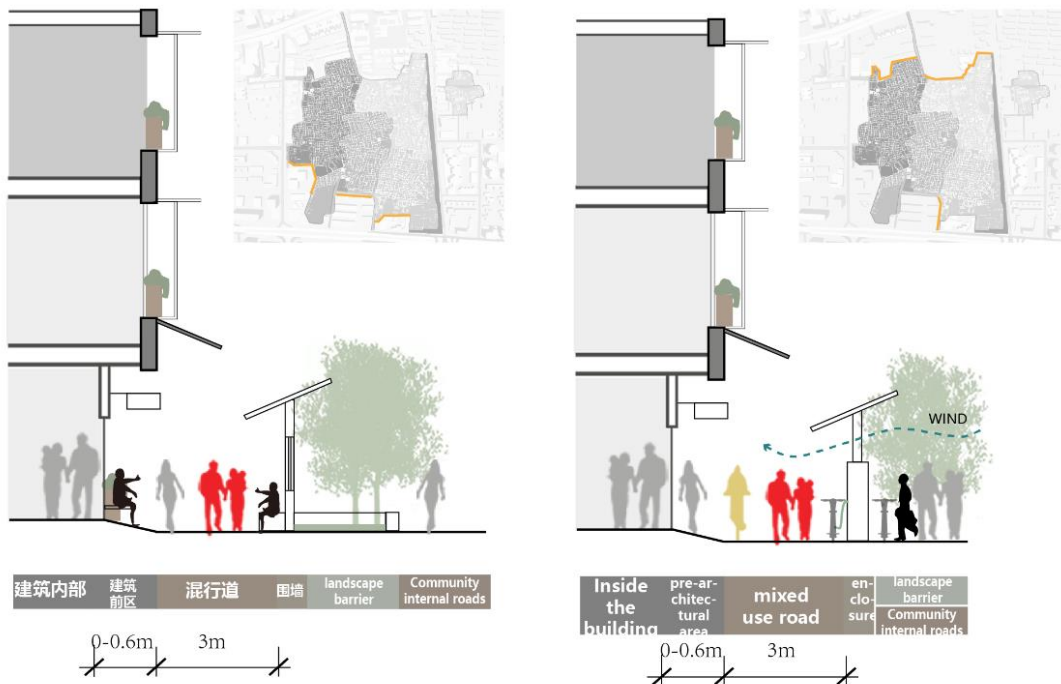 建筑内部
建筑
前区
混行道
围墙
landscape
barrier
Community
internal roads
0-0.6m
3m
WIND
Inside
the
building
pre-ar-
chitec-
tural
area
mixed
use road
en-
clo-
sure
landscape
barrier
Community
internal roads
0-0.6m
3m